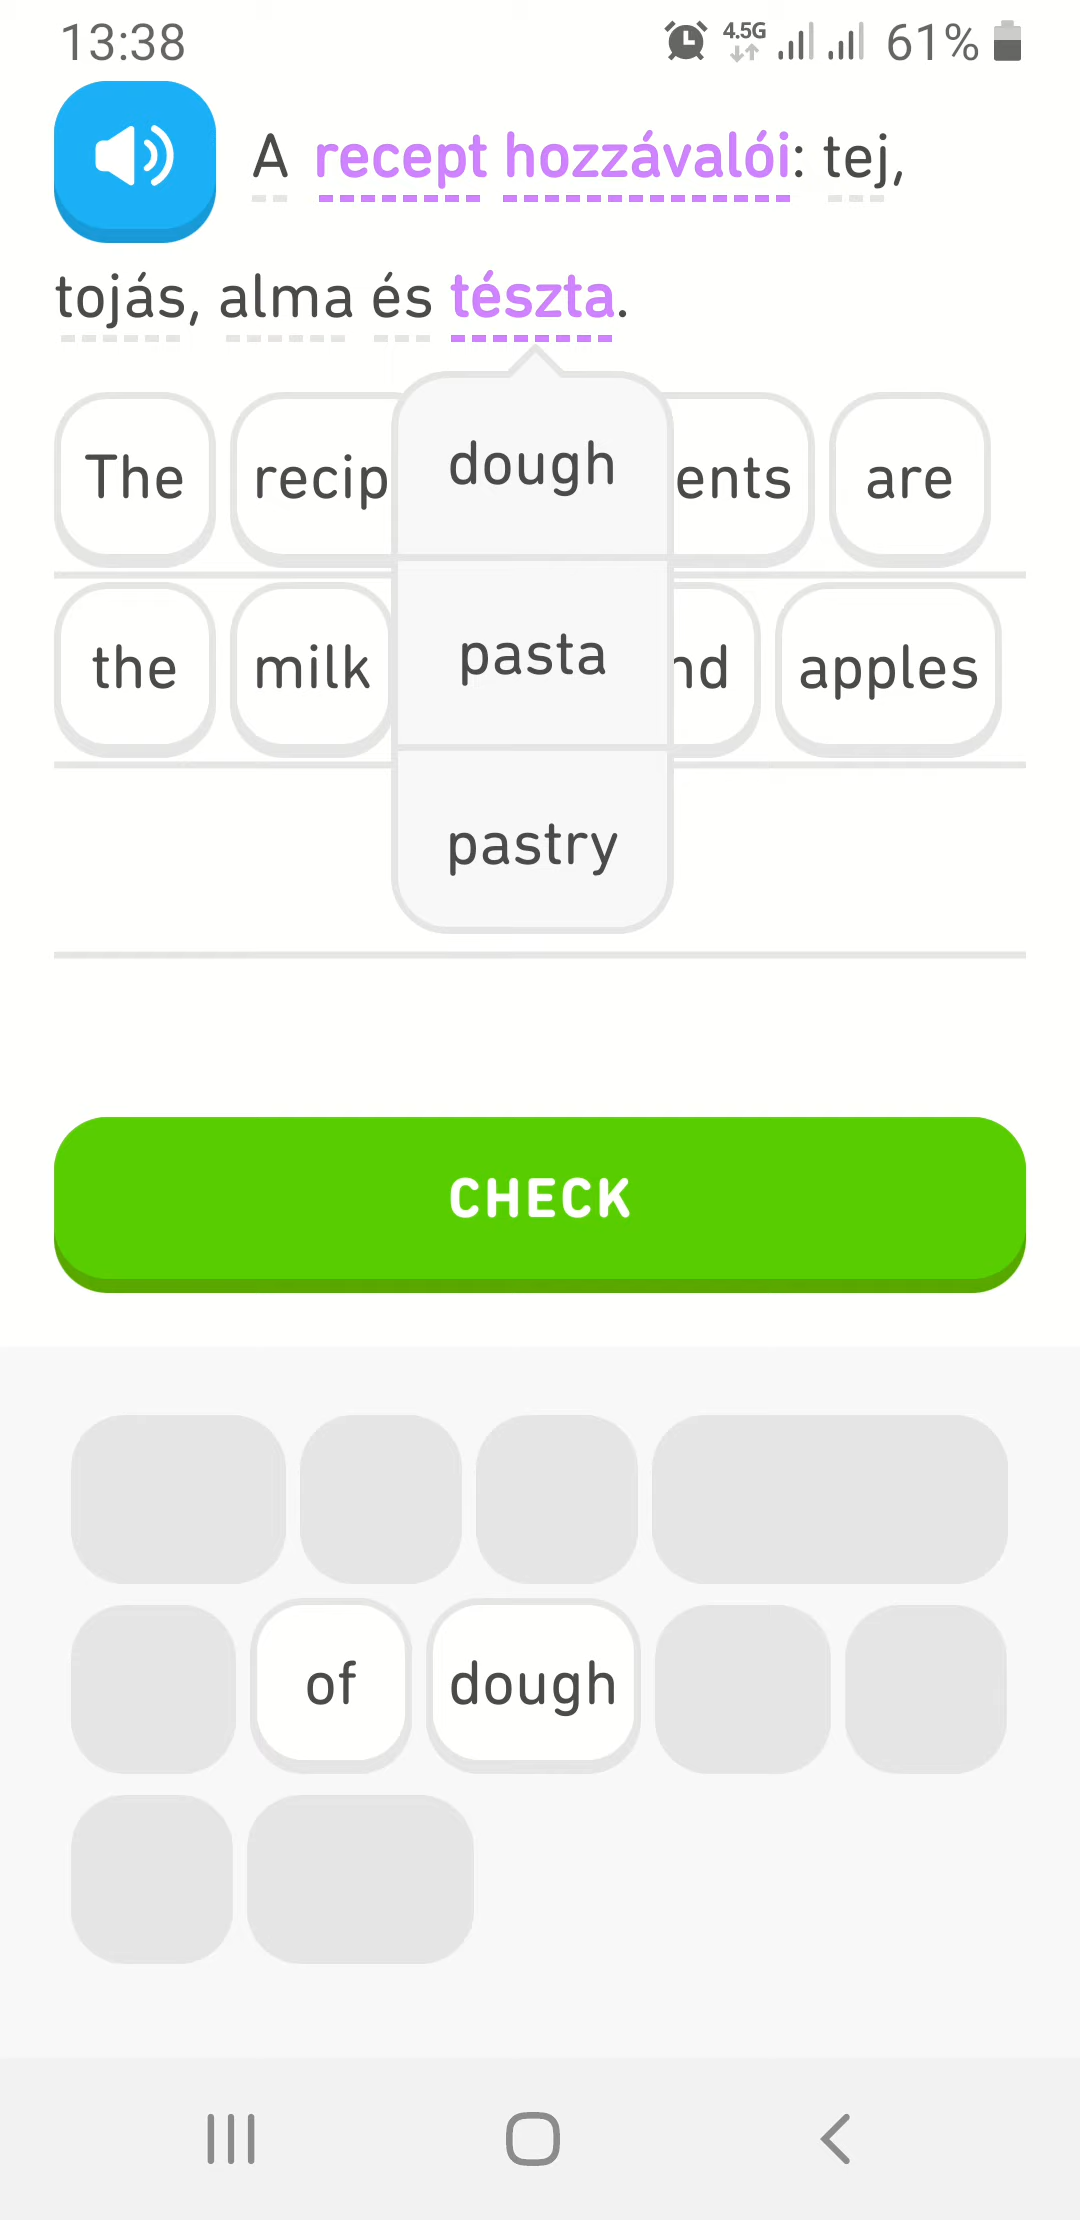 13:38 4.5G 61%
A recept hozzávalói: tej,
tojás, alma és tészta.
The recip ents are
dough
the milk nd apples
pasta
pastry
CHECK
of dough